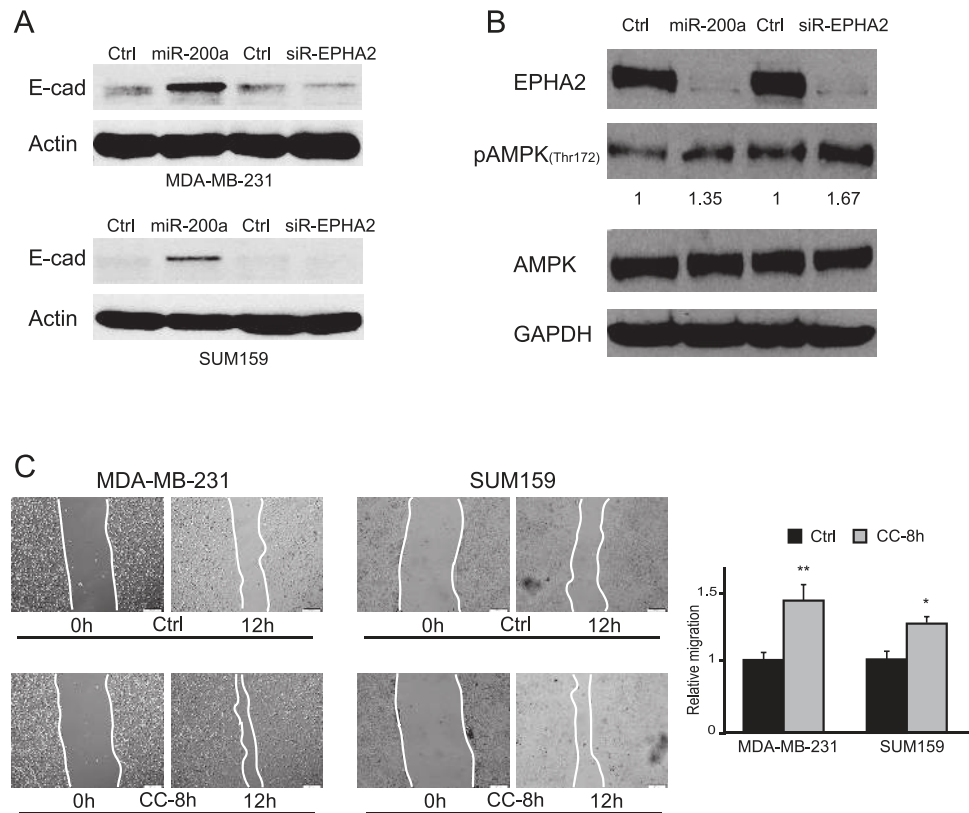 A
Ctrl miR-200a Ctrl siR-EPHA2
E-cad
Actin
MDA-MB-231
Ctrl miR-200a Ctrl siR-EPHA2
E-cad
Actin
SUM159
B
Ctrl miR-200a Ctrl siR-EPHA2
EPHA2
pAMPK(Thr172)
1 1.35 1 1.67
AMPK
GAPDH
C
MDA-MB-231 SUM159
0h Ctrl 12h 0h Ctrl 12h
0h CC-8h 12h 0h CC-8h 12h
Ctrl CC-8h
Relative migration
1.5
1
0
** *
MDA-MB-231 SUM159